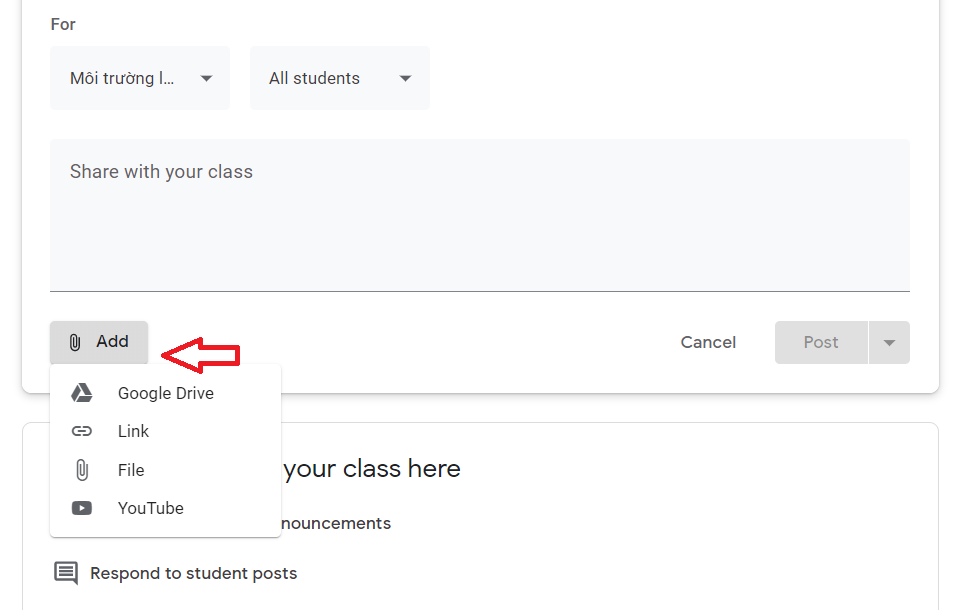 For
Môi trường l...
All students
Share with your class
Add
Cancel
Post
Google Drive
Link
File
YouTube
your class here
nouncements
Respond to student posts